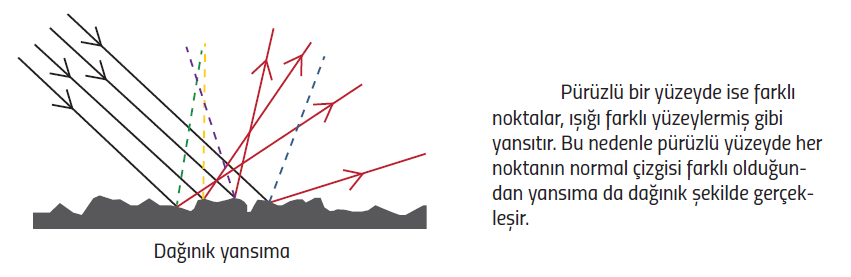 Pürüzlü bir yüzeyde ise farklı
noktalar, ışığı farklı yüzeylermiş gibi
yansıtır. Bu nedenle pürüzlü yüzeyde her
noktanın normal çizgisi farklı olduğun-
dan yansıma da dağınık şekilde gerçek-
leşir.
Dağınık yansıma